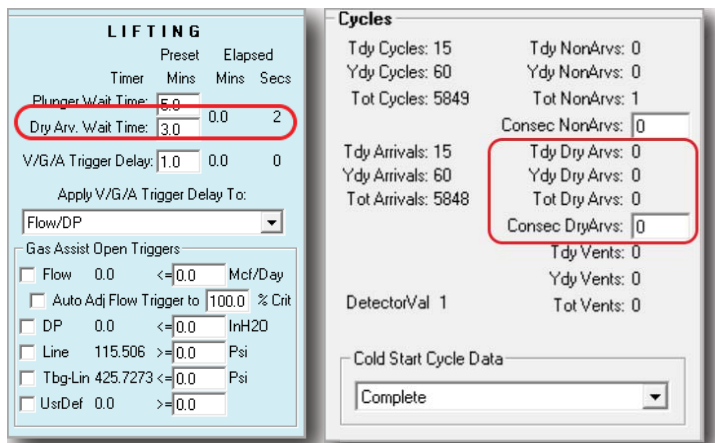 LIFTING
Preset Elapsed
Timer Mins Mins Secs
Plunger Wait Time: 5.0
0.0 2
Dry Arv. Wait Time: 3.0
V/G/A Trigger Delay: 1.0 0.0 0
Apply V/G/A Trigger Delay To:
Flow/DP
Gas Assist Open Triggers
Flow 0.0 <= 0.0 Mcf/Day
Auto Adj Flow Trigger to 100.0 % Crit
DP 0.0 <= 0.0 InH2O
Line 115.506 >= 0.0 Psi
Tbg-Lin 425.7273 <= 0.0 Psi
UsrDef 0.0 >= 0.0
Cycles
Tdy Cycles: 15 Tdy NonArvs: 0
Ydy Cycles: 60 Ydy NonArvs: 0
Tot Cycles: 5849 Tot NonArvs: 1
Consec NonArvs: 0
Tdy Arrivals: 15 Tdy Dry Arvs: 0
Ydy Arrivals: 60 Ydy Dry Arvs: 0
Tot Arrivals: 5848 Tot Dry Arvs: 0
Consec DryArvs: 0
Tdy Vents: 0
Ydy Vents: 0
DetectorVal 1 Tot Vents: 0
Cold Start Cycle Data
Complete